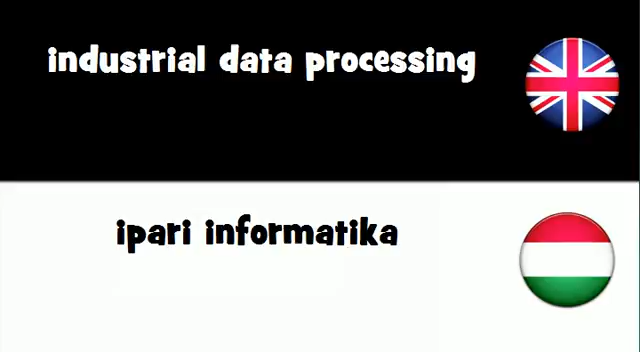 industrial data processing
ipari informatika